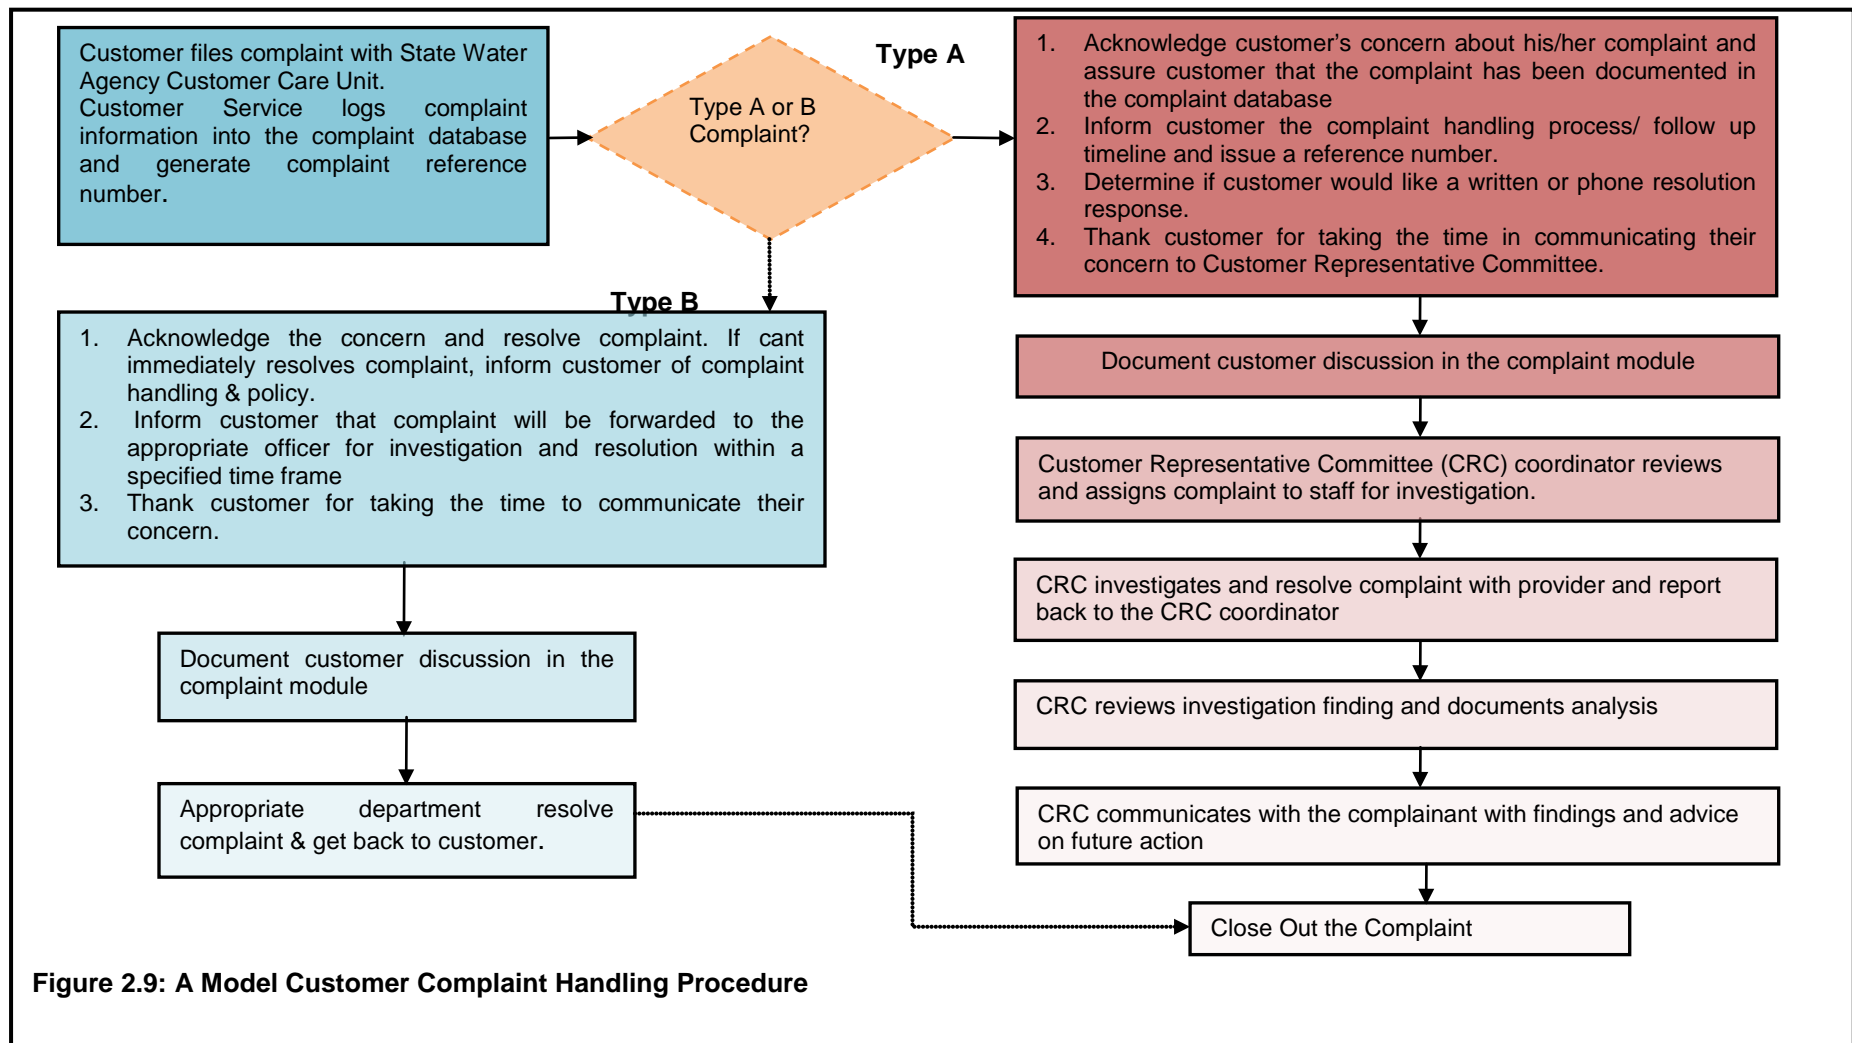 Customer files complaint with State Water
Agency Customer Care Unit.
Customer Service logs complaint
information into the complaint database
and generate complaint reference
number.
Type A or B
Complaint?
Type A
1. Acknowledge customer's concern about his/her complaint and
assure customer that the complaint has been documented in
the complaint database
2. Inform customer the complaint handling process/ follow up
timeline and issue a reference number.
3. Determine if customer would like a written or phone resolution
response.
4. Thank customer for taking the time in communicating their
concern to Customer Representative Committee.
Type B
1. Acknowledge the concern and resolve complaint. If cant
immediately resolves complaint, inform customer of complaint
handling & policy.
2. Inform customer that complaint will be forwarded to the
appropriate officer for investigation and resolution within a
specified time frame
3. Thank customer for taking the time to communicate their
concern.
Document customer discussion in the
complaint module
Appropriate department resolve
complaint & get back to customer.
Document customer discussion in the complaint module
Customer Representative Committee (CRC) coordinator reviews
and assigns complaint to staff for investigation.
CRC investigates and resolve complaint with provider and report
back to the CRC coordinator
CRC reviews investigation finding and documents analysis
CRC communicates with the complainant with findings and advice
on future action
Close Out the Complaint
Figure 2.9: A Model Customer Complaint Handling Procedure